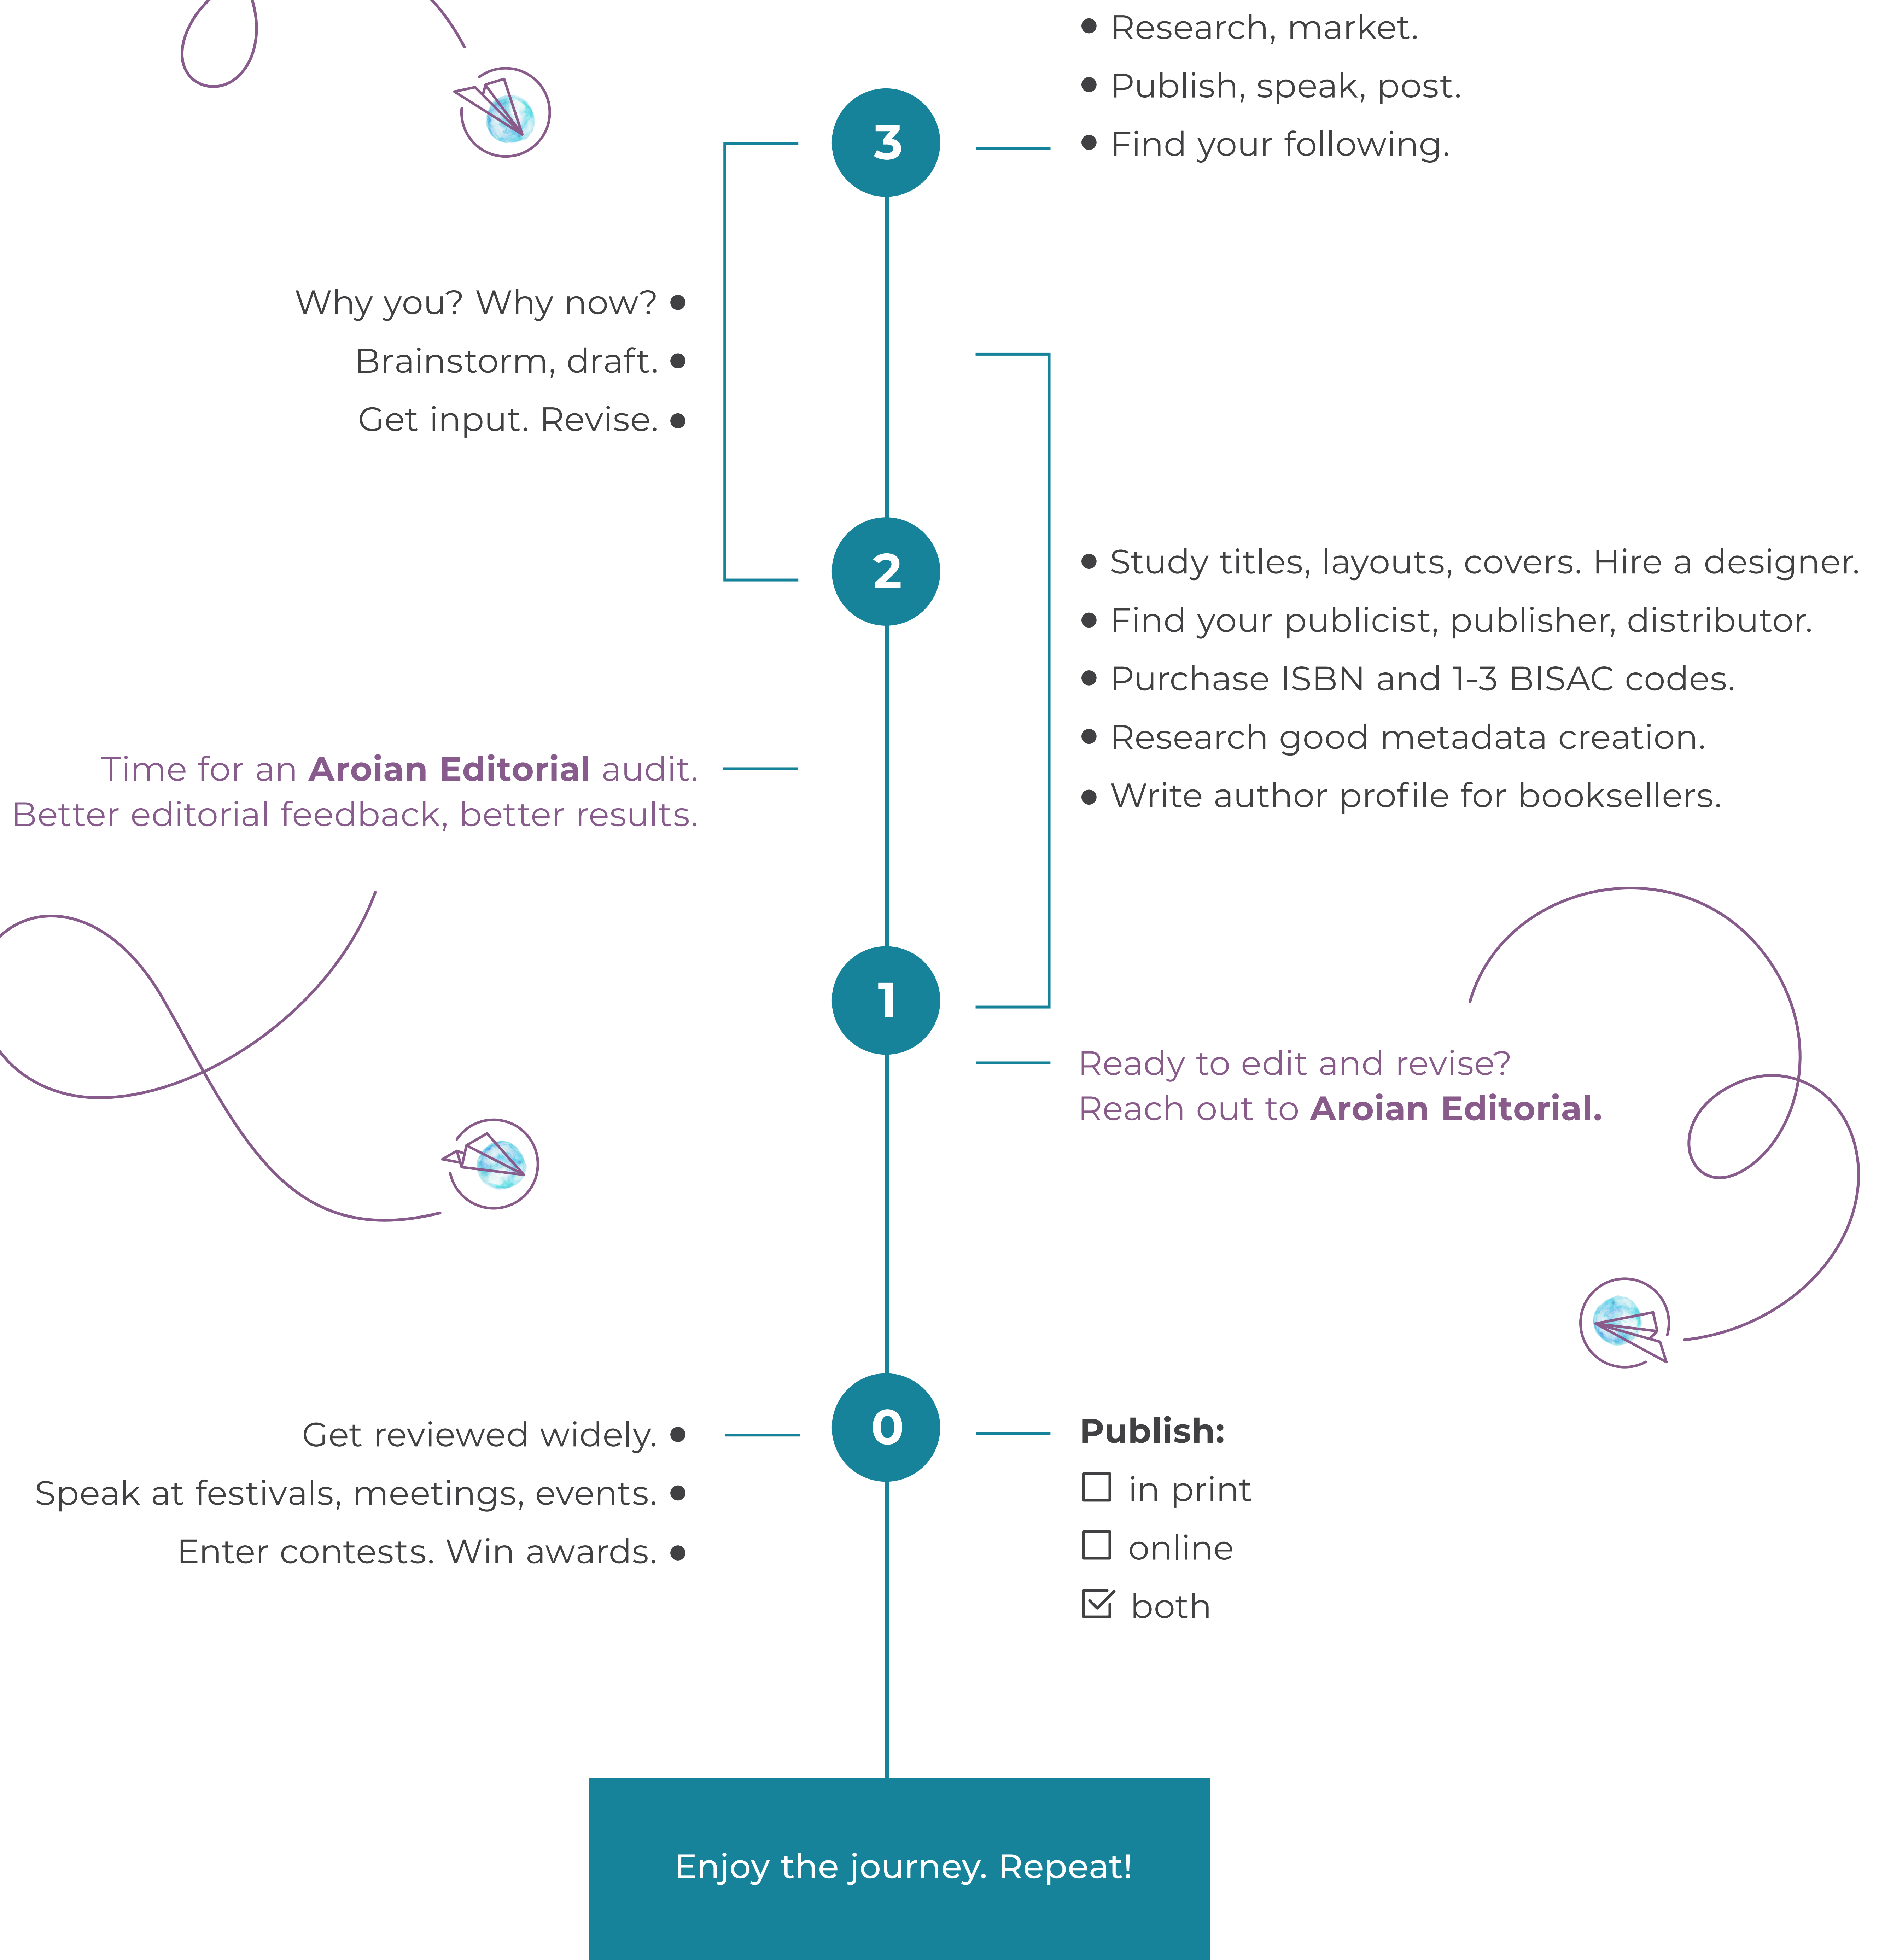 • Research, market.
• Publish, speak, post.
3
• Find your following.
Why you? Why now? •
Brainstorm, draft. •
Get input. Revise. •
2
• Study titles, layouts, covers. Hire a designer.
• Find your publicist, publisher, distributor.
• Purchase ISBN and 1-3 BISAC codes.
• Research good metadata creation.
• Write author profile for booksellers.
Time for an Aroian Editorial audit.
Better editorial feedback, better results.
1
Ready to edit and revise?
Reach out to Aroian Editorial.
0
Get reviewed widely. •
Speak at festivals, meetings, events. •
Enter contests. Win awards. •
Publish:
in print
online
both
Enjoy the journey. Repeat!